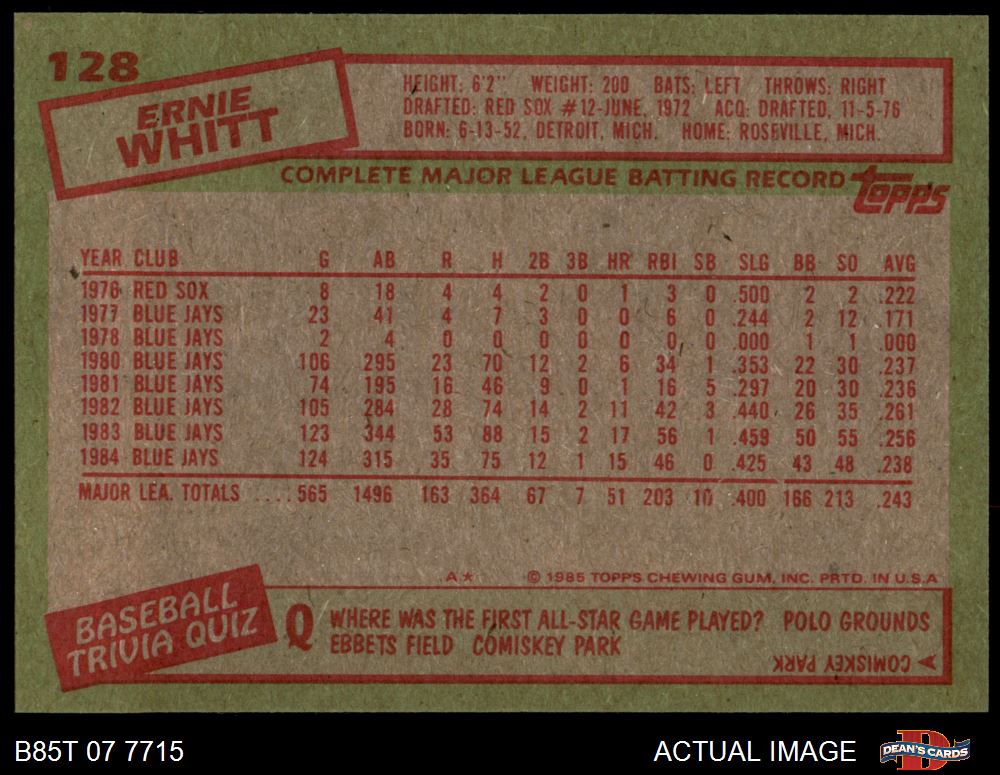 128
ERNIE
WHITT
HEIGHT: 6'2" WEIGHT: 200 BATS: LEFT THROWS: RIGHT
DRAFTED: RED SOX #12-JUNE, 1972 ACQ: DRAFTED, 11-5-76
BORN: 6-13-52, DETROIT, MICH. HOME: ROSEVILLE, MICH.
COMPLETE MAJOR LEAGUE BATTING RECORD topps
YEAR CLUB G AB R H 2B 3B HR RBI SB SLG BB SO AVG
1976 RED SOX 8 18 4 4 2 0 1 3 0 .500 2 2 .222
1977 BLUE JAYS 23 41 4 7 3 0 0 6 0 .244 2 12 .171
1978 BLUE JAYS 2 4 0 0 0 0 0 0 0 .000 1 1 .000
1980 BLUE JAYS 106 295 23 70 12 2 6 34 1 .353 22 30 .237
1981 BLUE JAYS 74 195 16 46 9 0 1 16 5 .297 20 30 .236
1982 BLUE JAYS 105 284 28 74 14 2 11 42 3 .440 26 35 .261
1983 BLUE JAYS 123 344 53 88 15 2 17 56 1 .459 50 55 .256
1984 BLUE JAYS 124 315 35 75 12 1 15 46 0 .425 43 48 .238
MAJOR LEA. TOTALS ....565 1496 163 364 67 7 51 203 10 .400 166 213 .243
A* © 1985 TOPPS CHEWING GUM, INC. PRTD. IN U.S.A
BASEBALL
TRIVIA QUIZ
Q WHERE WAS THE FIRST ALL-STAR GAME PLAYED? POLO GROUNDS
EBBETS FIELD COMISKEY PARK
COMISKEY PARK
B85T 07 7715 ACTUAL IMAGE D DEAN'S CARDS